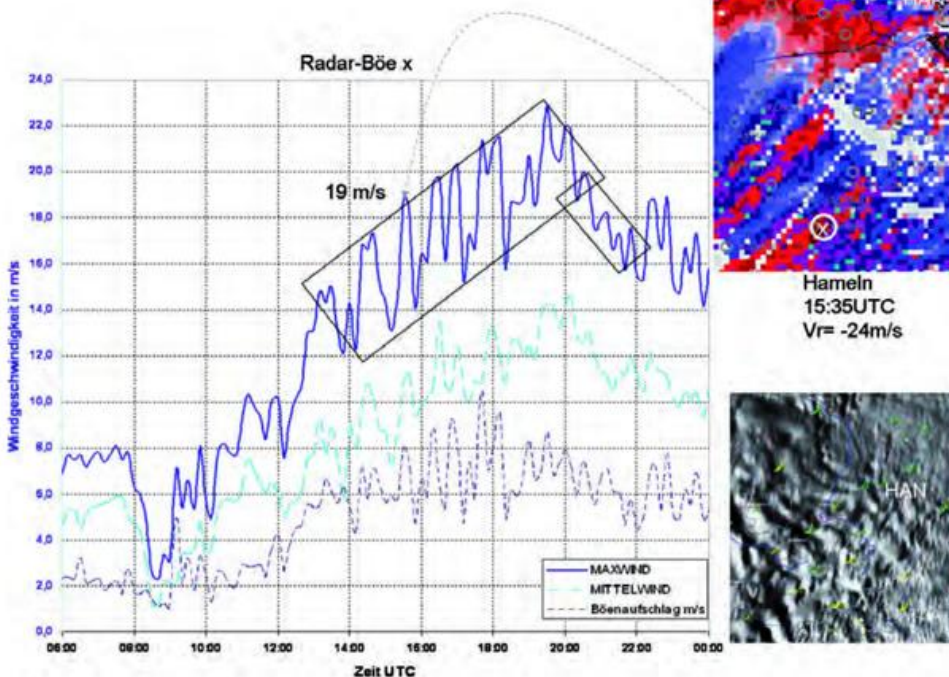 Radar-Böe x
24,0
22,0
20,0
18,0
16,0
14,0
12,0
10,0
8,0
6,0
4,0
2,0
0,0
Windgeschwindigkeit in m/s
19 m/s
MAXWIND
MITTELWIND
Böenaufschlag m/s
06:00 08:00 10:00 12:00 14:00 16:00 18:00 20:00 22:00 00:00
Zeit UTC
X
Hameln
15:35UTC
Vr= -24m/s
HAN